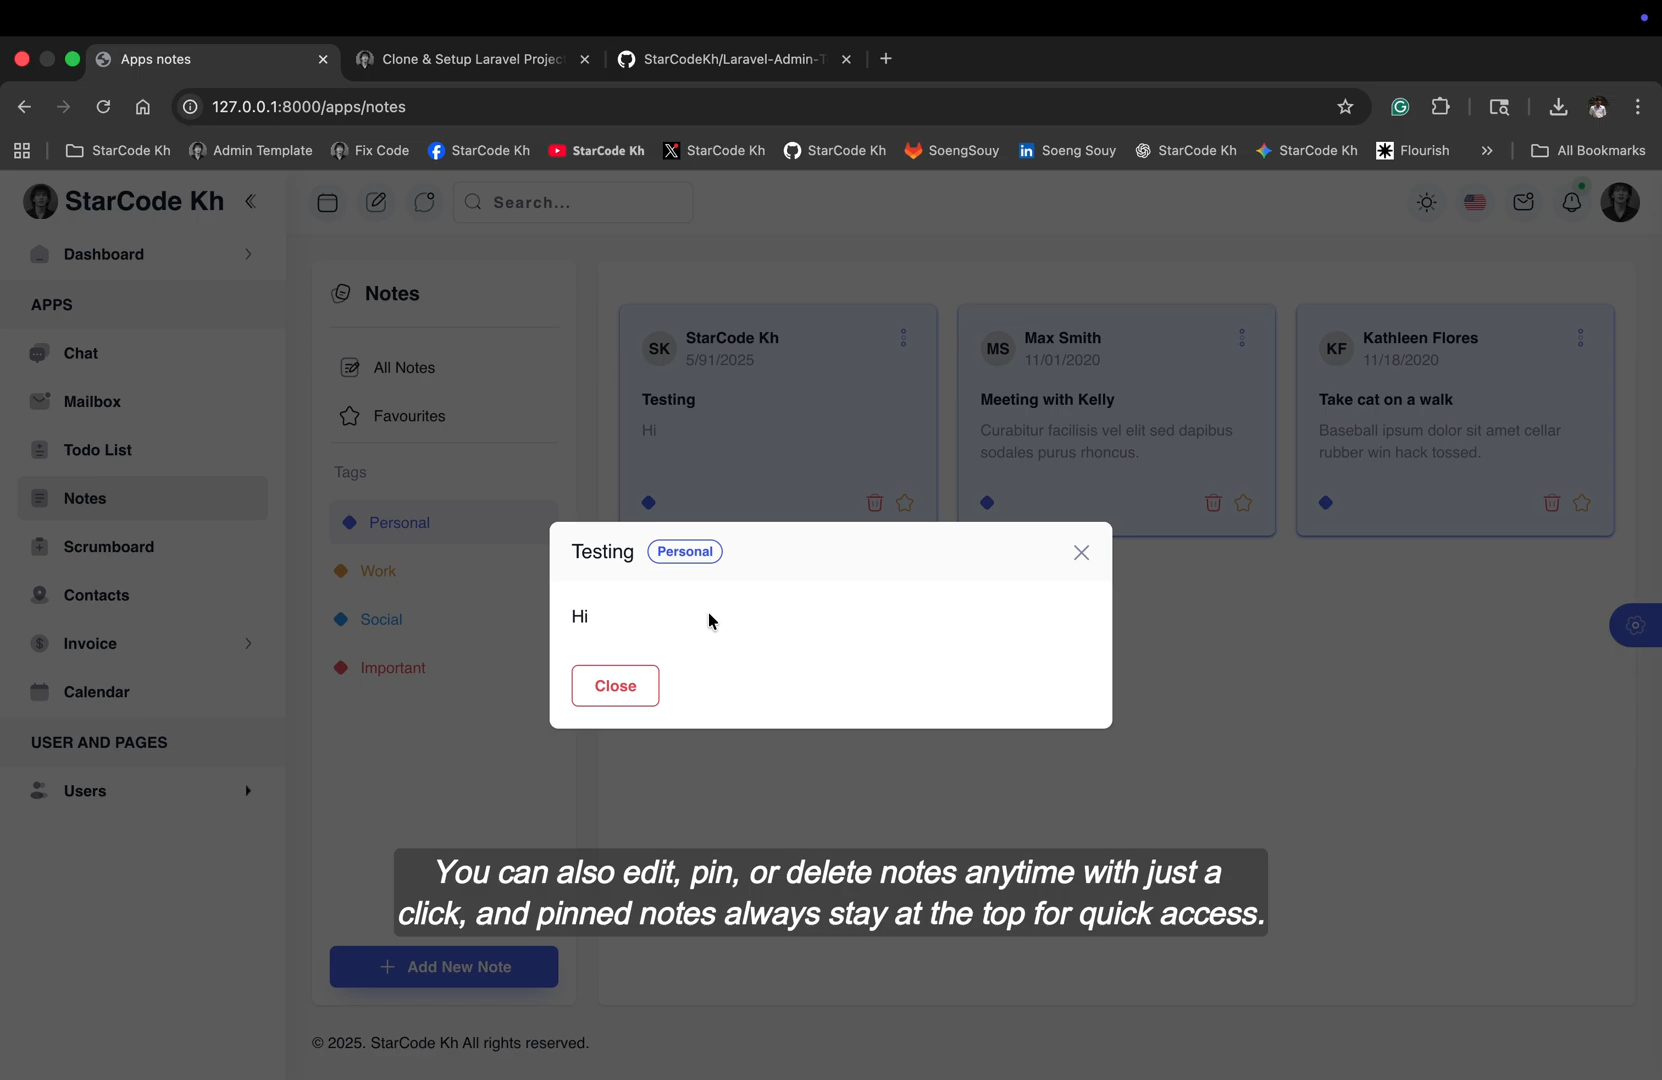 Apps notes
Clone & Setup Laravel Projec
StarCodeKh/Laravel-Admin-T
127.0.0.1:8000/apps/notes
StarCode Kh
Admin Template
Fix Code
StarCode Kh
StarCode Kh
StarCode Kh
StarCode Kh
SoengSouy
Soeng Souy
StarCode Kh
StarCode Kh
Flourish
All Bookmarks
StarCode Kh
Search...
Dashboard
APPS
Chat
Mailbox
Todo List
Notes
Scrumboard
Contacts
Invoice
Calendar
USER AND PAGES
Users
Notes
All Notes
Favourites
Tags
Personal
Work
Social
Important
Add New Note
SK
StarCode Kh
5/91/2025
Testing
Hi
MS
Max Smith
11/01/2020
Meeting with Kelly
Curabitur facilisis vel elit sed dapibus
sodales purus rhoncus.
KF
Kathleen Flores
11/18/2020
Take cat on a walk
Baseball ipsum dolor sit amet cellar
rubber win hack tossed.
Testing
Personal
Hi
Close
You can also edit, pin, or delete notes anytime with just a
click, and pinned notes always stay at the top for quick access.
© 2025. StarCode Kh All rights reserved.